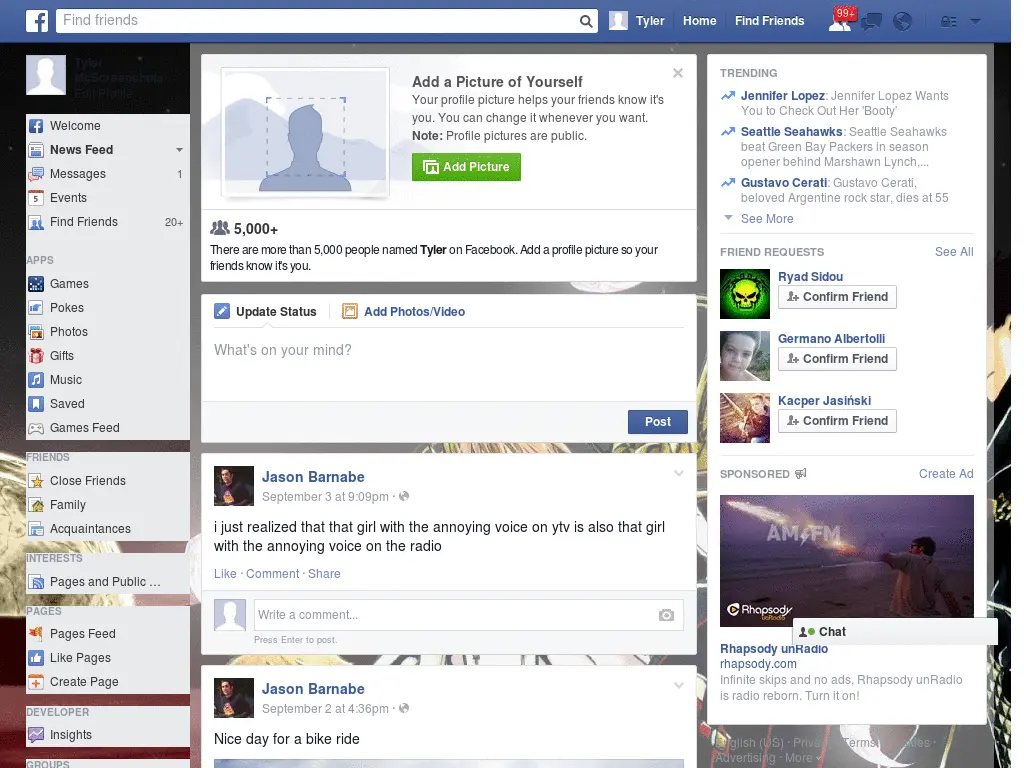 Find friends
Tyler
Home
Find Friends
99+
Tyler
McScreenshots
Edit Profile
Welcome
News Feed
Messages 1
Events
Find Friends 20+
APPS
Games
Pokes
Photos
Gifts
Music
Saved
Games Feed
FRIENDS
Close Friends
Family
Acquaintances
INTERESTS
Pages and Public ...
PAGES
Pages Feed
Like Pages
Create Page
DEVELOPER
Insights
GROUPS
Add a Picture of Yourself
Your profile picture helps your friends know it's
you. You can change it whenever you want.
Note: Profile pictures are public.
Add Picture
5,000+
There are more than 5,000 people named Tyler on Facebook. Add a profile picture so your
friends know it's you.
Update Status
Add Photos/Video
What's on your mind?
Post
Jason Barnabe
September 3 at 9:09pm ·
i just realized that that girl with the annoying voice on ytv is also that girl
with the annoying voice on the radio
Like · Comment · Share
Write a comment...
Press Enter to post.
Jason Barnabe
September 2 at 4:36pm ·
Nice day for a bike ride
TRENDING
Jennifer Lopez: Jennifer Lopez Wants
You to Check Out Her 'Booty'
Seattle Seahawks: Seattle Seahawks
beat Green Bay Packers in season
opener behind Marshawn Lynch,...
Gustavo Cerati: Gustavo Cerati,
beloved Argentine rock star, dies at 55
See More
FRIEND REQUESTS See All
Ryad Sidou
Confirm Friend
Germano Albertolli
Confirm Friend
Kacper Jasiński
Confirm Friend
SPONSORED Create Ad
AM FM
Rhapsody
unRadio
Chat
Rhapsody unRadio
rhapsody.com
Infinite skips and no ads, Rhapsody unRadio
is radio reborn. Turn it on!
English (US) · Terms ·
Advertising · More